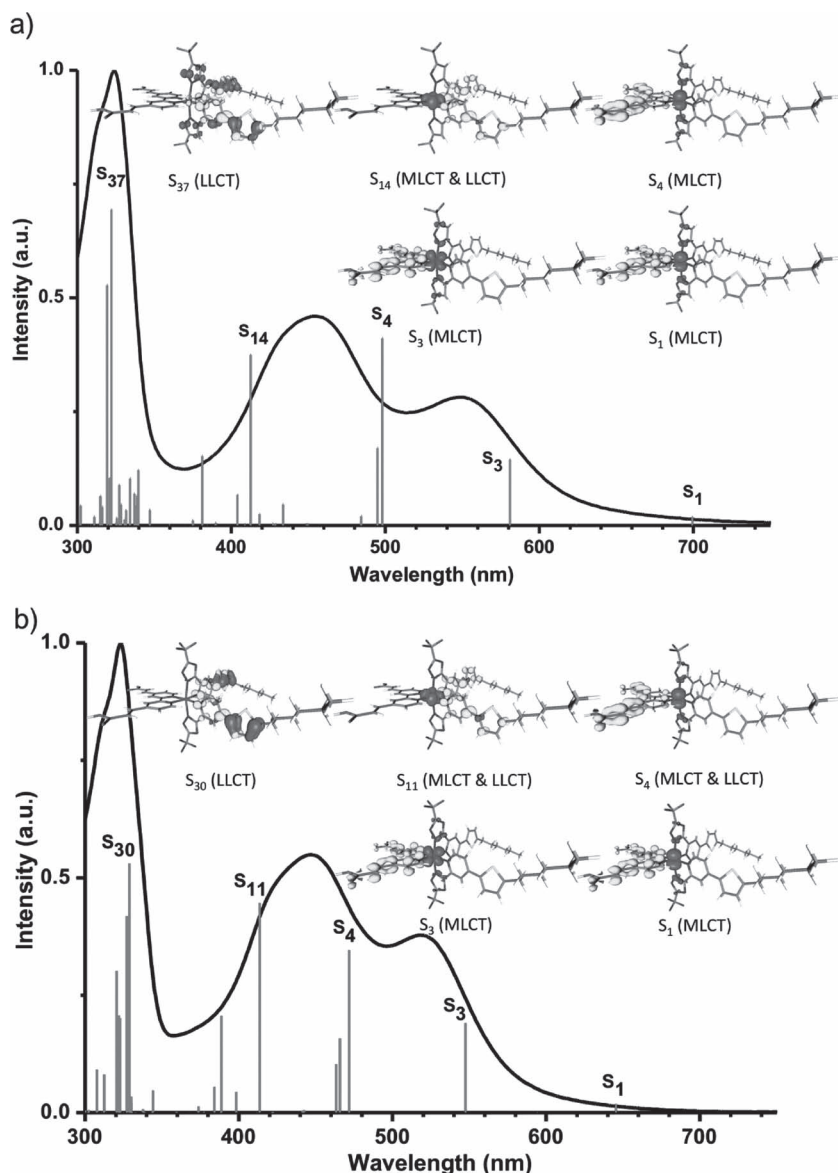 a)
1.0
S₃₇ (LLCT)
S₁₄ (MLCT & LLCT)
S₄ (MLCT)
S₃ (MLCT)
S₁ (MLCT)
S₃₇
S₁₄
S₄
S₃
S₁
0.5
0.0
Intensity (a.u.)
300 400 500 600 700
Wavelength (nm)
b)
1.0
S₃₀ (LLCT)
S₁₁ (MLCT & LLCT)
S₄ (MLCT & LLCT)
S₃ (MLCT)
S₁ (MLCT)
S₃₀
S₁₁
S₄
S₃
S₁
0.5
0.0
Intensity (a.u.)
300 400 500 600 700
Wavelength (nm)